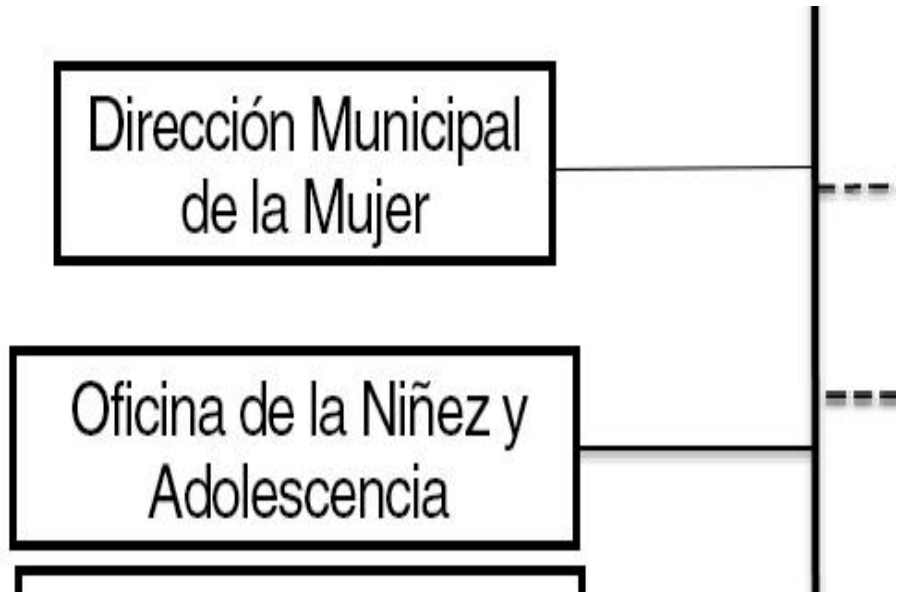 Dirección Municipal
de la Mujer
Oficina de la Niñez y
Adolescencia